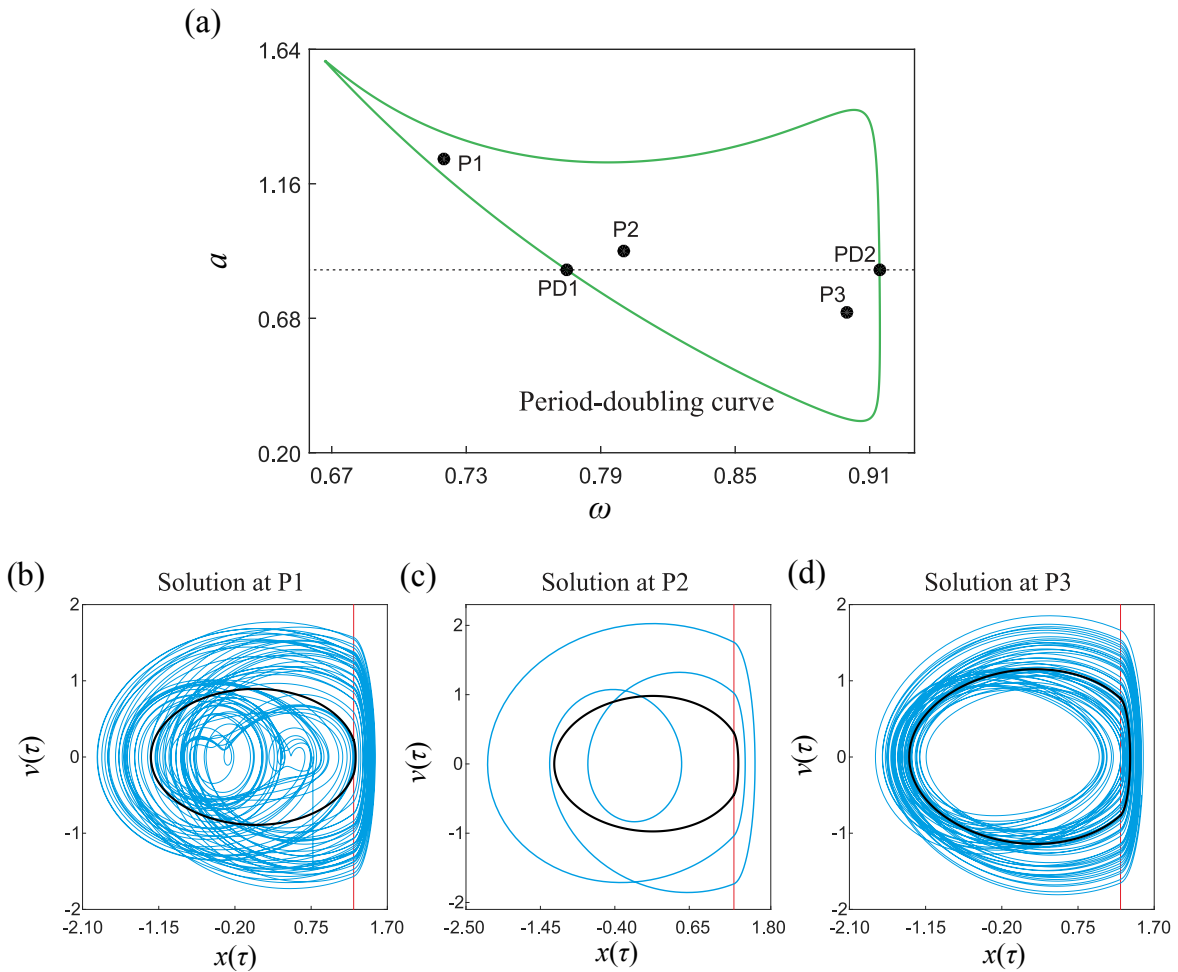 (a)
1.64
1.16
0.68
0.20
a
P1
P2
PD1
PD2
P3
Period-doubling curve
0.67 0.73 0.79 0.85 0.91
ω
(b)
Solution at P1
2
1
0
-1
-2
v(τ)
-2.10 -1.15 -0.20 0.75 1.70
x(τ)
(c)
Solution at P2
2
1
0
-1
-2
v(τ)
-2.50 -1.45 -0.40 0.65 1.80
x(τ)
(d)
Solution at P3
2
1
0
-1
-2
v(τ)
-2.10 -1.15 -0.20 0.75 1.70
x(τ)